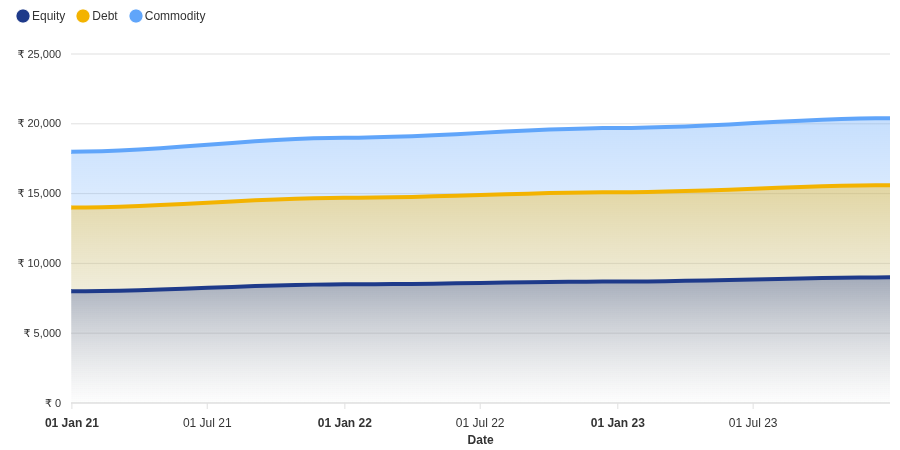 Equity Debt Commodity
₹ 25,000
₹ 20,000
₹ 15,000
₹ 10,000
₹ 5,000
₹ 0
01 Jan 21 01 Jul 21 01 Jan 22 01 Jul 22 01 Jan 23 01 Jul 23
Date